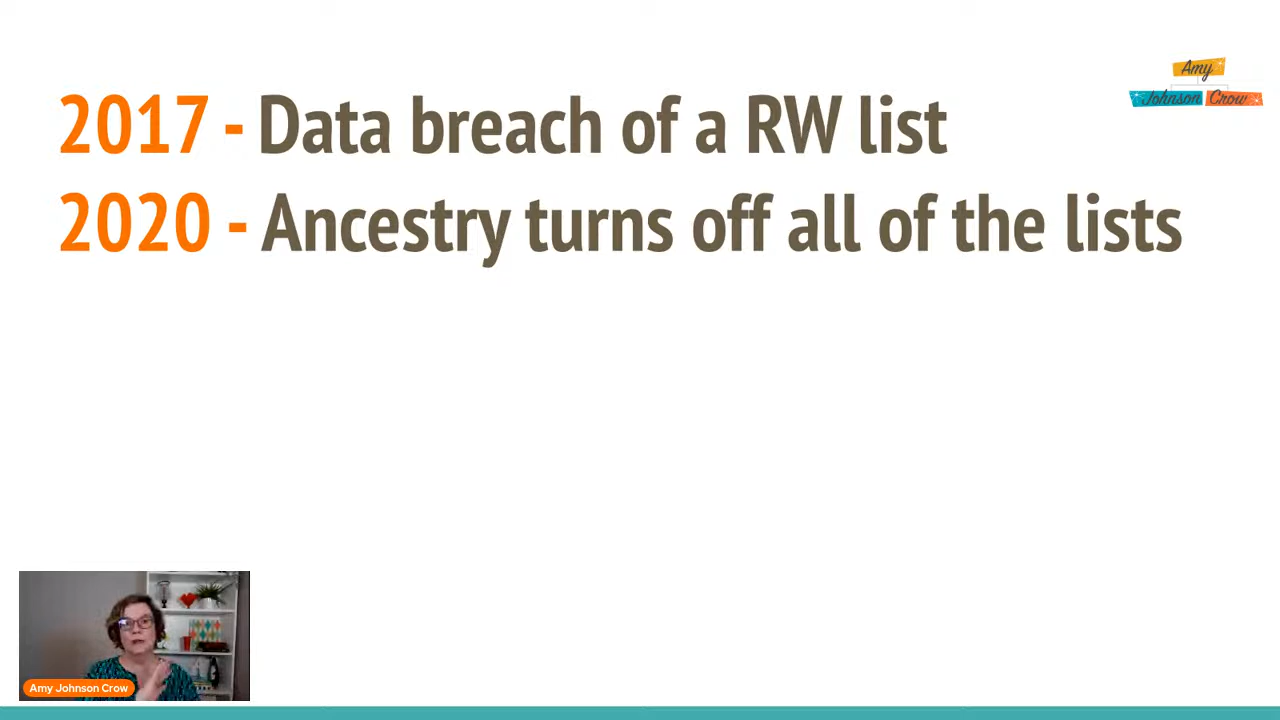 Amy
Johnson Crow
2017 - Data breach of a RW list
2020 - Ancestry turns off all of the lists
Amy Johnson Crow